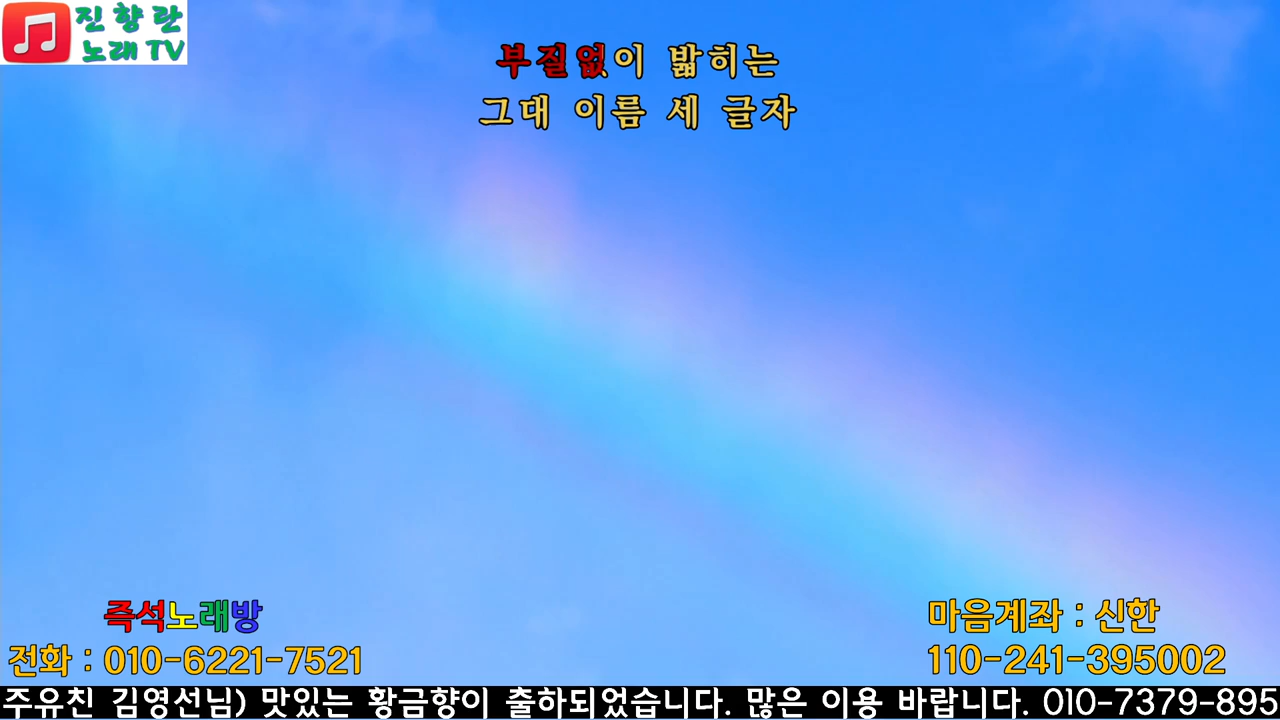 진향란
노래TV
부질없이 밟히는
그대 이름 세 글자
즉석노래방
전화 : 010-6221-7521
마음계좌 : 신한
110-241-395002
주유친 김영선님) 맛있는 황금향이 출하되었습니다. 많은 이용 바랍니다. 010-7379-895